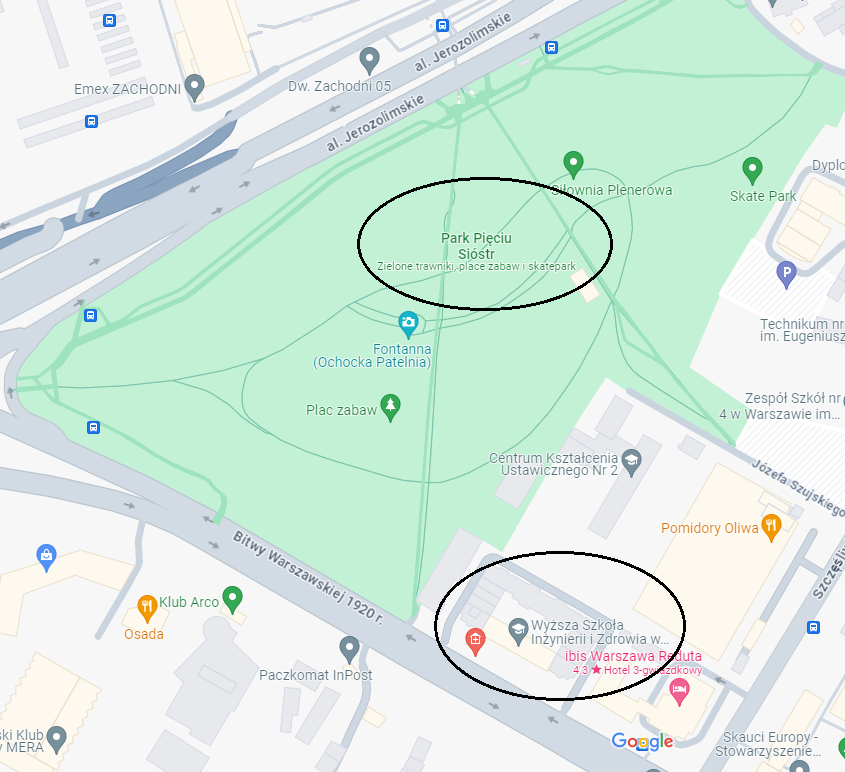 al. Jerozolimskie
Emex ZACHODNI
Dw. Zachodni 05
al. Jerozolimskie
Siłownia Plenerowa
Skate Park
Dyplo
Park Pięciu
Sióstr
Zielone trawniki, place zabaw i skatepark
P
Technikum nr
im. Eugeniusz
Fontanna
(Ochocka Patelnia)
Plac zabaw
Zespół Szkół nr
4 w Warszawie im...
Centrum Kształcenia
Ustawicznego Nr 2
Józefa Szujskiego
Pomidory Oliwa
Bitwy Warszawskiej 1920 r.
Szczęśli
Klub Arco
Osada
Wyższa Szkoła
Inżynierii i Zdrowia w...
ibis Warszawa Reduta
4.3 ★ Hotel 3-gwiazdkowy
Paczkomat InPost
ski Klub
y MERA
Google
Skauci Europy -
Stowarzyszenie...